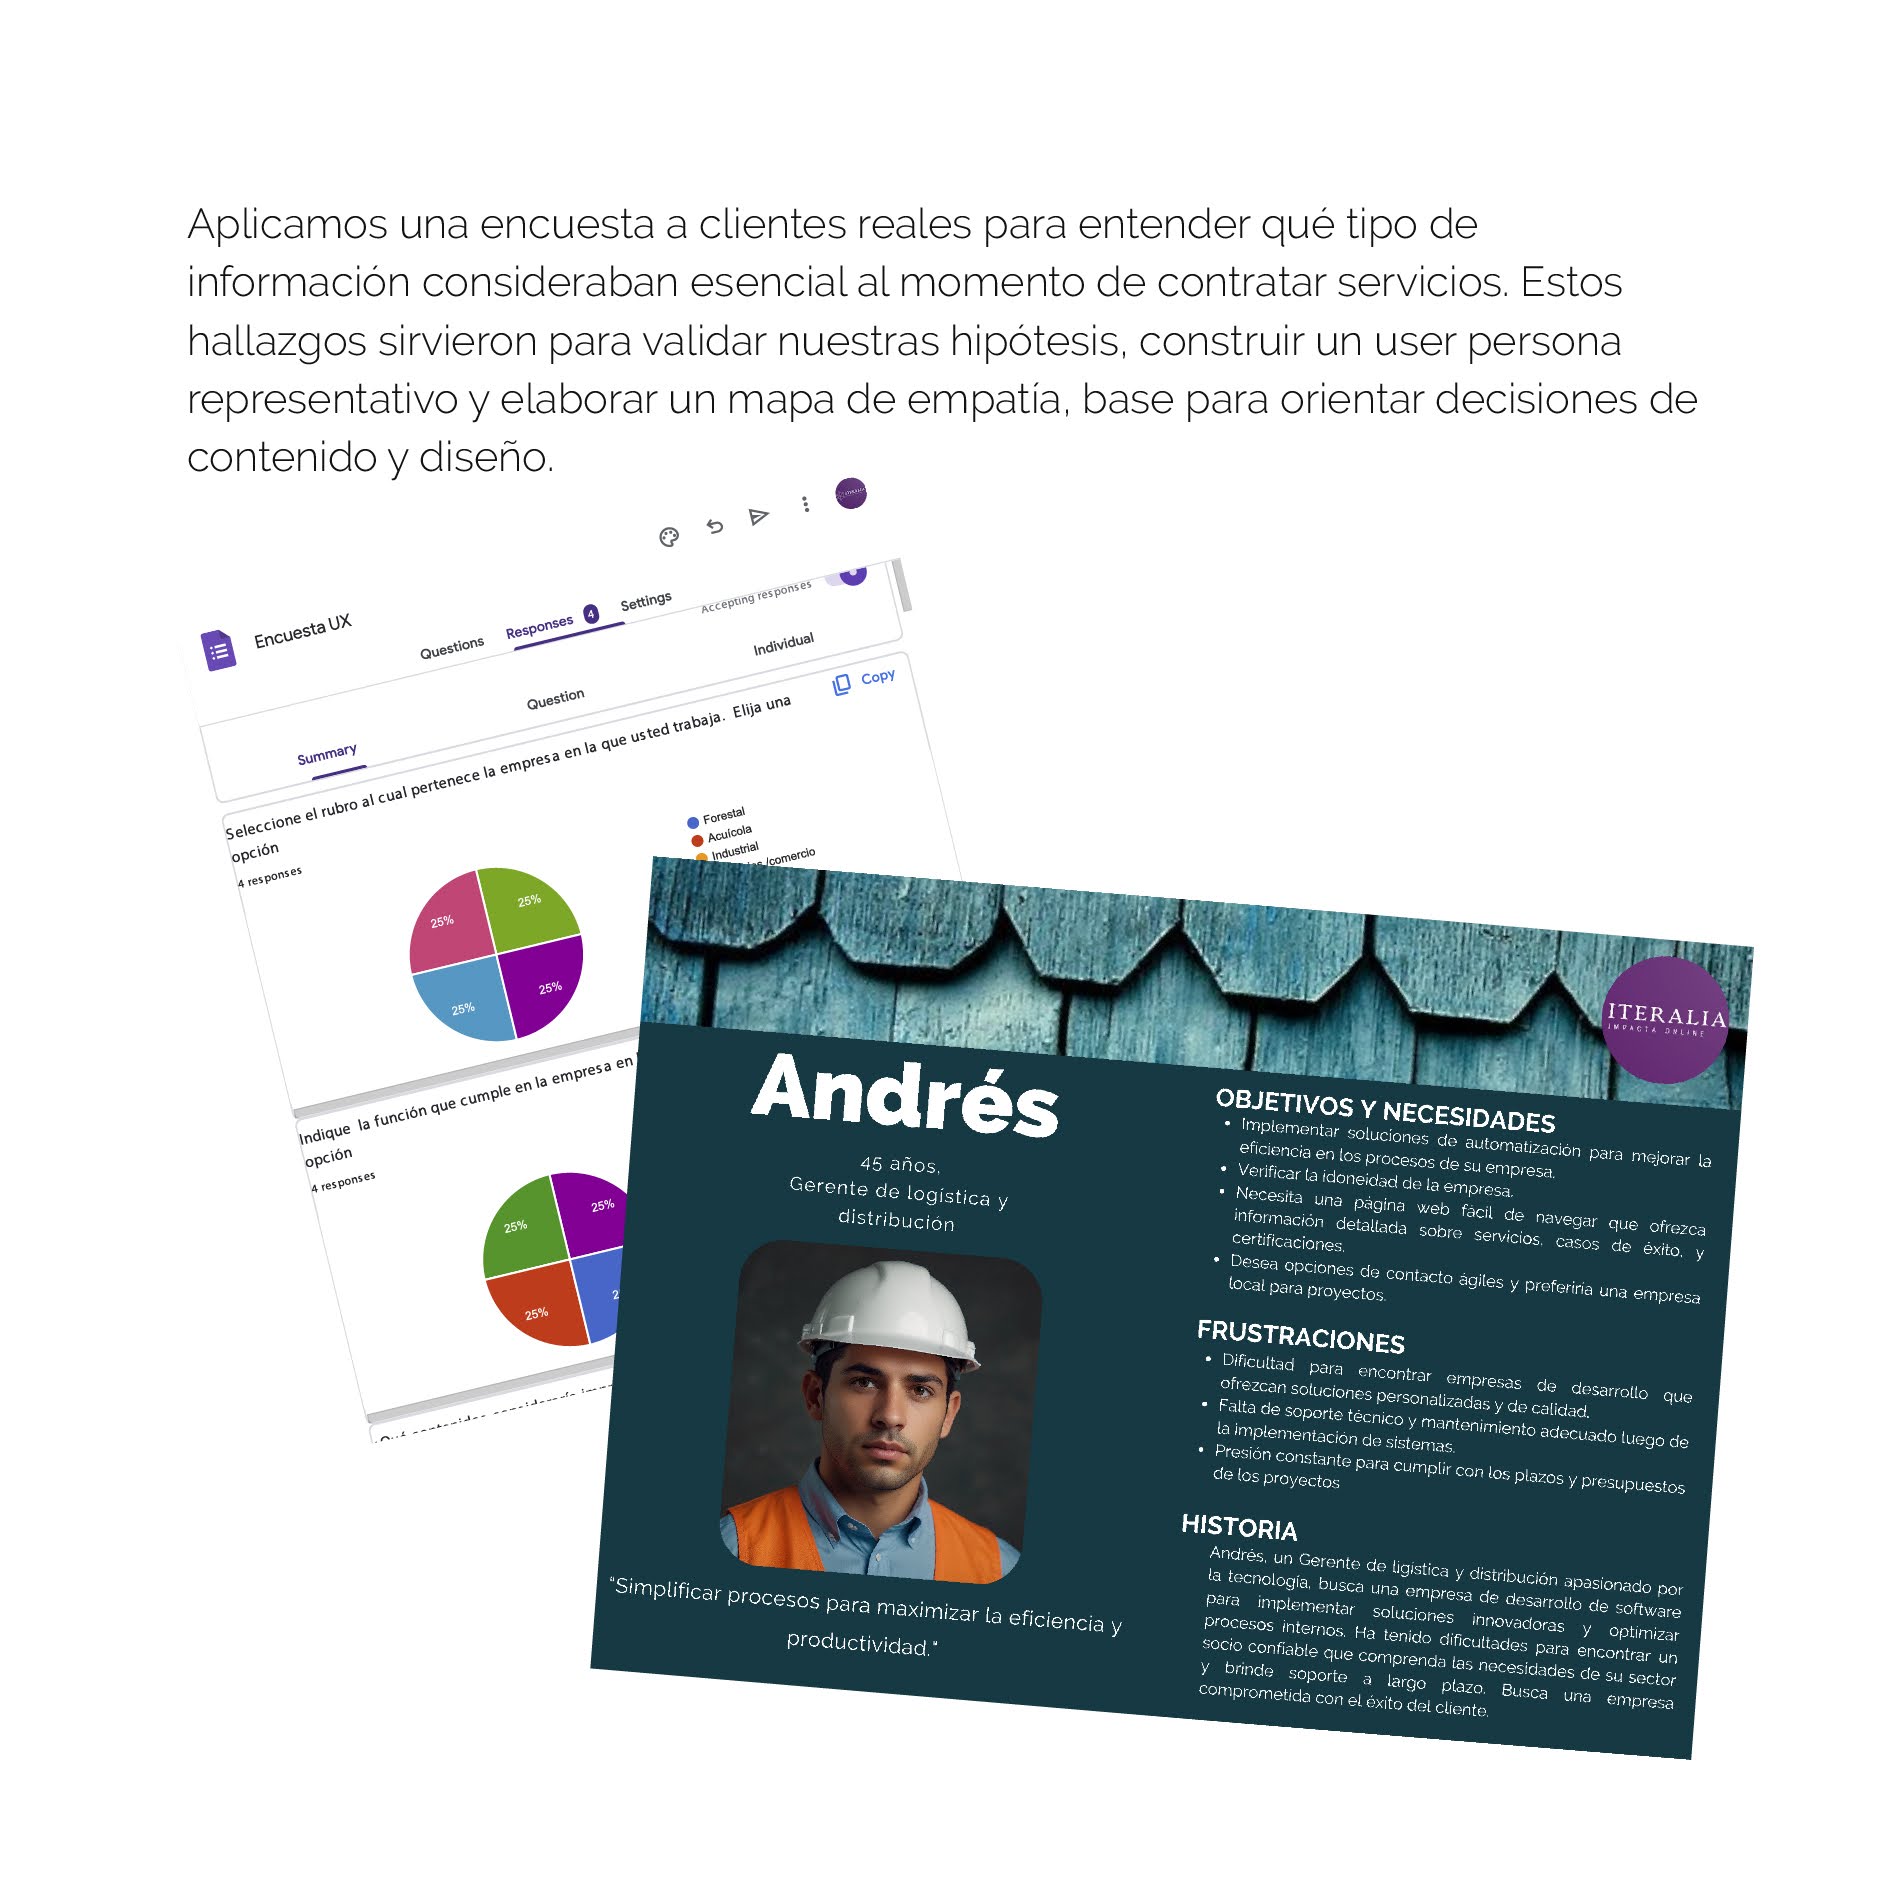 Aplicamos una encuesta a clientes reales para entender qué tipo de
información consideraban esencial al momento de contratar servicios. Estos
hallazgos sirvieron para validar nuestras hipótesis, construir un user persona
representativo y elaborar un mapa de empatía, base para orientar decisiones de
contenido y diseño.
Encuesta UX
Questions Responses 4 Settings
Accepting responses
Summary Question Individual
Copy
Seleccione el rubro al cual pertenece la empresa en la que usted trabaja. Elija una
opción
4 responses
Forestal
Acuícola
Industrial
/comercio
25%
25%
25%
25%
Indique la función que cumple en la empresa en
opción
4 responses
25%
25%
25%
ITERALIA
IMPACTA ONLINE
Andrés
45 años,
Gerente de logística y
distribución
“Simplificar procesos para maximizar la eficiencia y
productividad.“
OBJETIVOS Y NECESIDADES
• Implementar soluciones de automatización para mejorar la
eficiencia en los procesos de su empresa.
• Verificar la idoneidad de la empresa.
• Necesita una página web fácil de navegar que ofrezca
información detallada sobre servicios, casos de éxito, y
certificaciones.
• Desea opciones de contacto ágiles y preferiría una empresa
local para proyectos.
FRUSTRACIONES
• Dificultad para encontrar empresas de desarrollo que
ofrezcan soluciones personalizadas y de calidad.
• Falta de soporte técnico y mantenimiento adecuado luego de
la implementación de sistemas.
• Presión constante para cumplir con los plazos y presupuestos
de los proyectos
HISTORIA
Andrés, un Gerente de ligística y distribución apasionado por
la tecnología, busca una empresa de desarrollo de software
para implementar soluciones innovadoras y optimizar
procesos internos. Ha tenido dificultades para encontrar un
socio confiable que comprenda las necesidades de su sector
y brinde soporte a largo plazo. Busca una empresa
comprometida con el éxito del cliente.